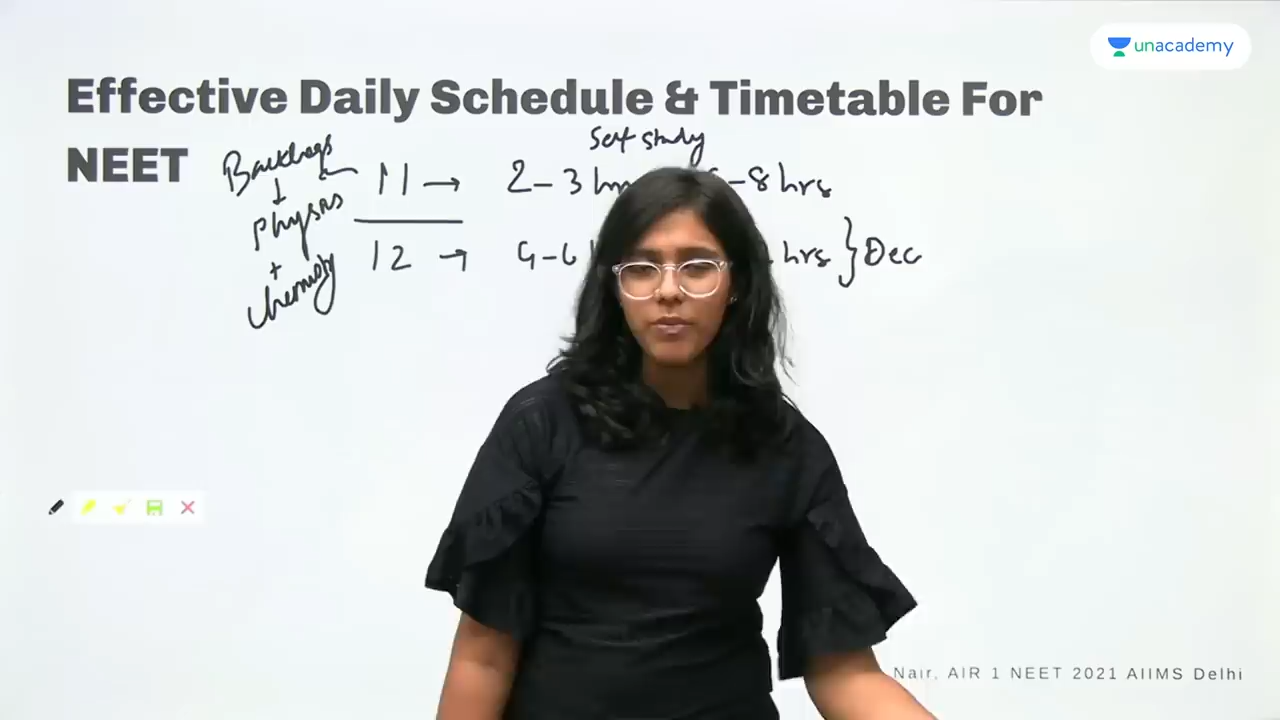 unacademy
Effective Daily Schedule & Timetable For
NEET
Self study
Backlogs
11 → 2-3 -8 hrs
Physics
12 → 4-6 hrs } Dec
+
chemistry
Nair, AIR 1 NEET 2021 AIIMS Delhi